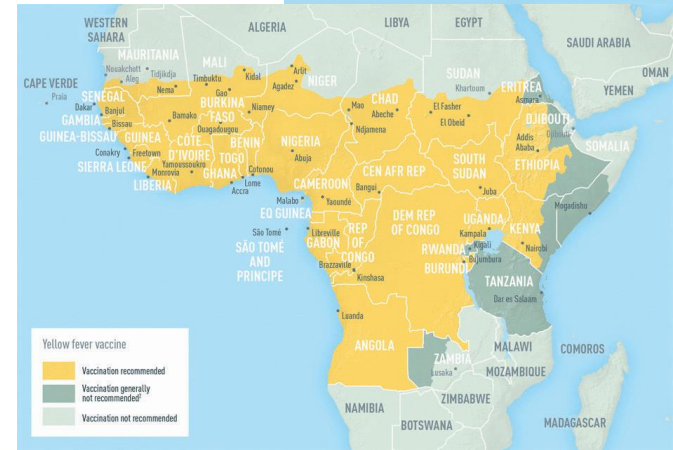 WESTERN
SAHARA
ALGERIA
LIBYA
EGYPT
SAUDI ARABIA
OMAN
YEMEN
MAURITANIA
Nouakchott
Aleg
Tidjikdja
MALI
Timbuktu
Kidal
Arlit
NIGER
Agadez
SUDAN
Khartoum
ERITREA
Asmara
CAPE VERDE
Praia
Nema
Gao
CHAD
Abeche
Mao
El Fasher
El Obeid
DJIBOUTI
Djibouti
SENEGAL
Dakar
GAMBIA
Banjul
GUINEA-BISSAU
Bissau
Bamako
BURKINA
FASO
Ouagadougou
Niamey
Ndjamena
Addis
Ababa
SOMALIA
GUINEA
Conakry
Freetown
SIERRA LEONE
CÔTE
D'IVOIRE
Yamoussoukro
Monrovia
LIBERIA
BENIN
TOGO
GHANA
Cotonou
Lome
Accra
NIGERIA
Abuja
CEN AFR REP
Bangui
SOUTH
SUDAN
Juba
ETHIOPIA
CAMEROON
Yaoundé
Malabo
EQ GUINEA
Mogadishu
São Tomé
SÃO TOMÉ
AND
PRINCIPE
Libreville
GABON
REP
OF
CONGO
Brazzaville
Kinshasa
DEM REP
OF CONGO
UGANDA
Kampala
KENYA
Nairobi
RWANDA
Kigali
BURUNDI
Bujumbura
TANZANIA
Dar es Salaam
Luanda
ANGOLA
ZAMBIA
Lusaka
MALAWI
MOZAMBIQUE
COMOROS
ZIMBABWE
NAMIBIA
BOTSWANA
MADAGASCAR
Yellow fever vaccine
Vaccination recommended
Vaccination generally
not recommended²
Vaccination not recommended